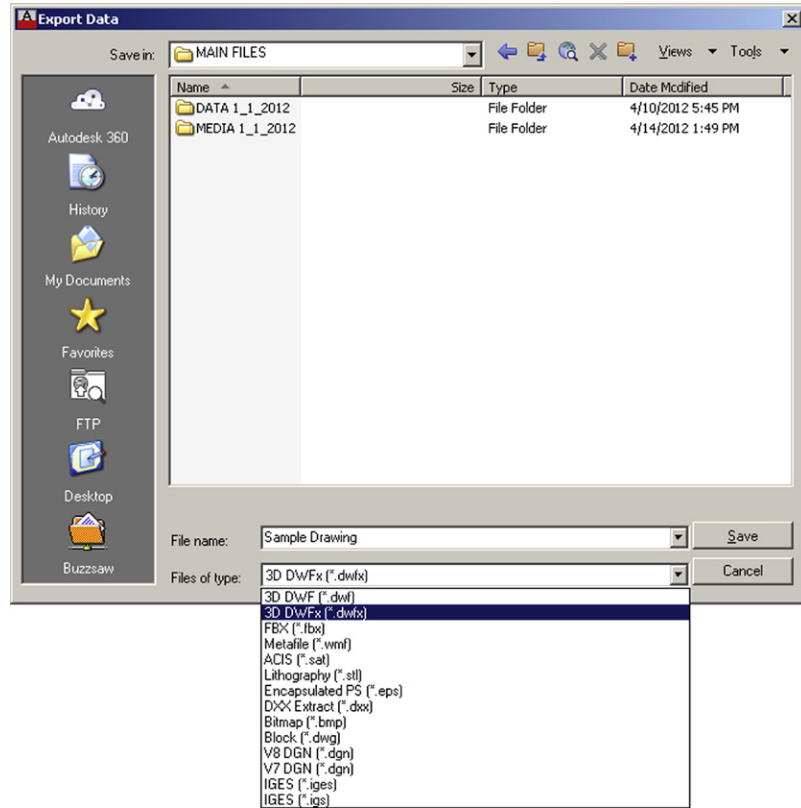 Export Data
Save in:
MAIN FILES
Views
Tools
Name Size Type Date Modified
DATA 1_1_2012 File Folder 4/10/2012 5:45 PM
MEDIA 1_1_2012 File Folder 4/14/2012 1:49 PM
Autodesk 360
History
My Documents
Favorites
FTP
Desktop
Buzzsaw
File name: Sample Drawing Save
Files of type: 3D DWFx (*.dwfx) Cancel
3D DWF (*.dwf)
3D DWFx (*.dwfx)
FBX (*.fbx)
Metafile (*.wmf)
ACIS (*.sat)
Lithography (*.stl)
Encapsulated PS (*.eps)
DXX Extract (*.dxx)
Bitmap (*.bmp)
Block (*.dwg)
V8 DGN (*.dgn)
V7 DGN (*.dgn)
IGES (*.iges)
IGES (*.igs)